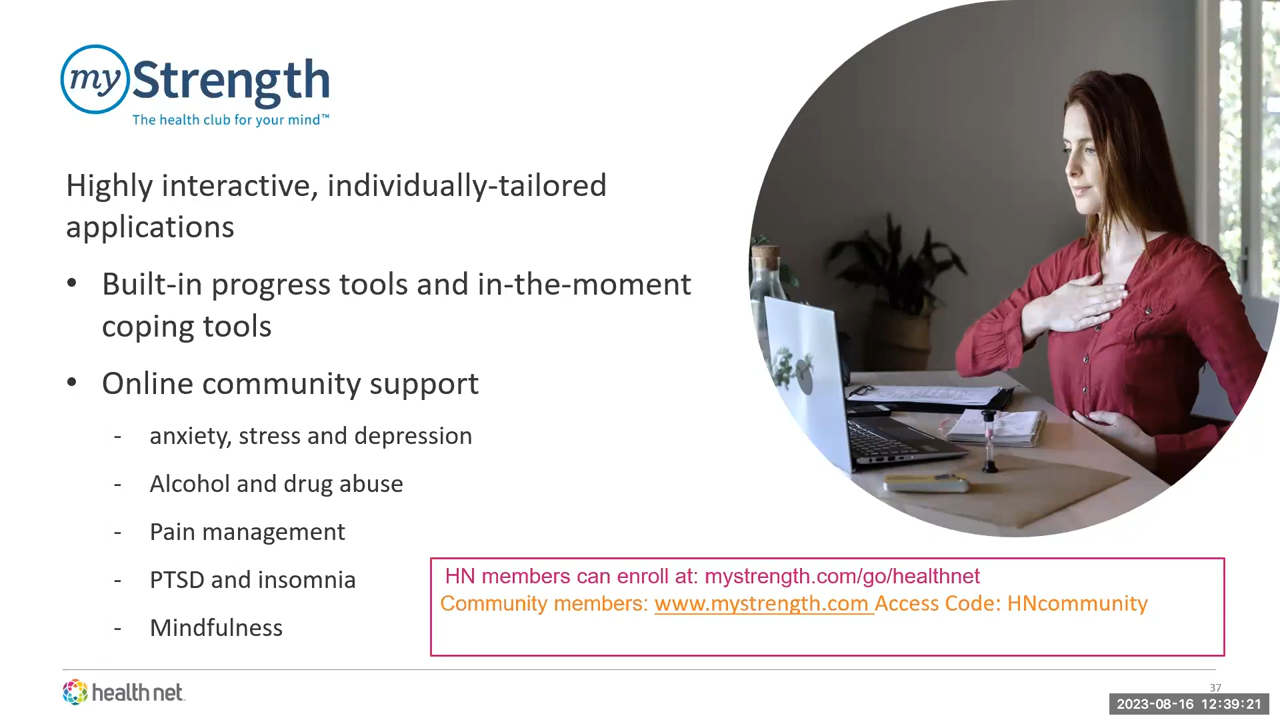 my Strength
The health club for your mind™
Highly interactive, individually-tailored
applications
• Built-in progress tools and in-the-moment
coping tools
• Online community support
- anxiety, stress and depression
- Alcohol and drug abuse
- Pain management
- PTSD and insomnia
- Mindfulness
HN members can enroll at: mystrength.com/go/healthnet
Community members: www.mystrength.com Access Code: HNcommunity
health net
37
2023-08-16 12:39:21